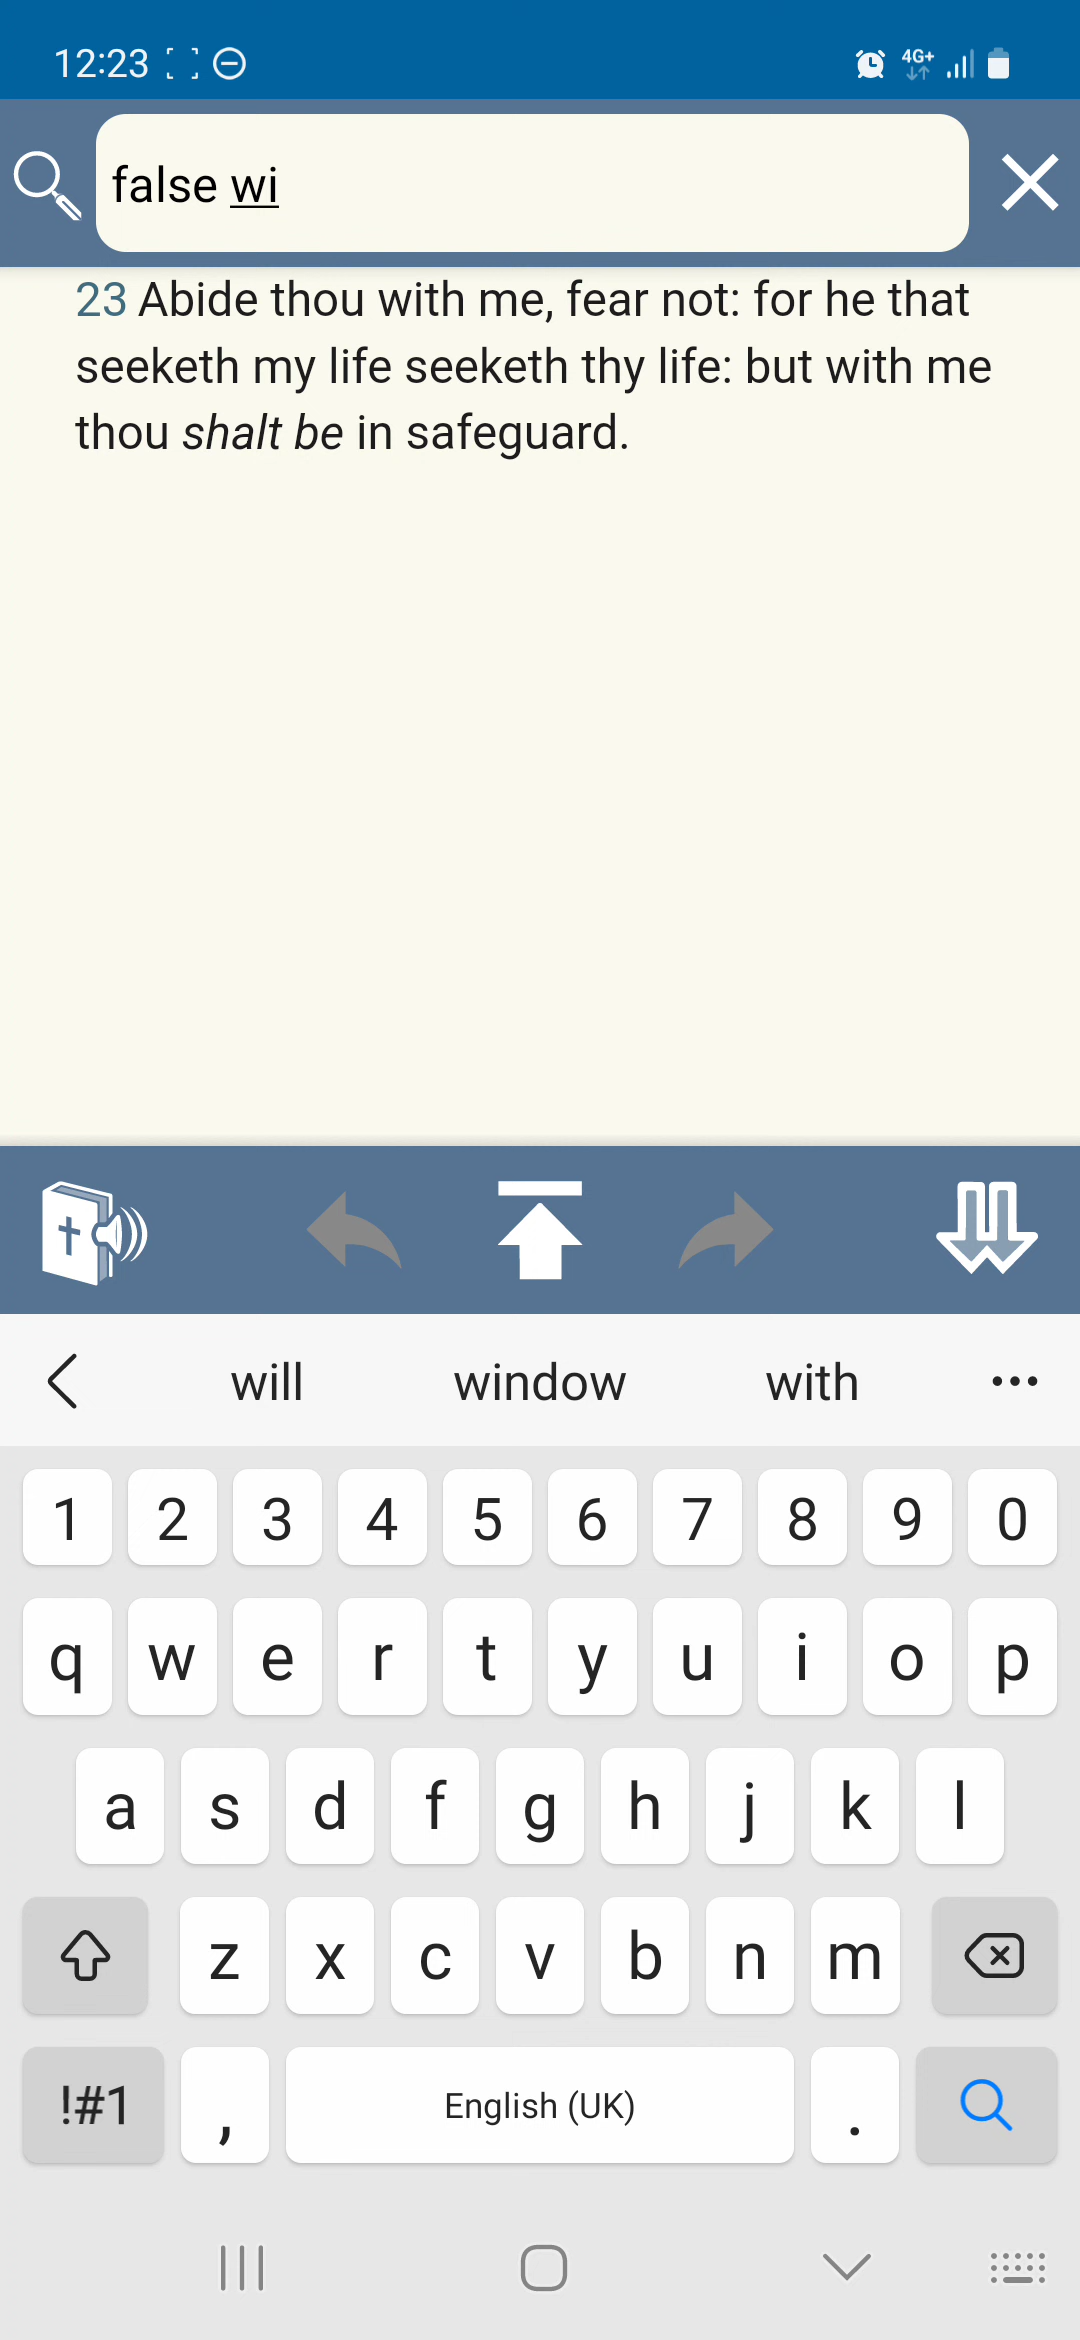 12:23
4G+
false wi
23 Abide thou with me, fear not: for he that
seeketh my life seeketh thy life: but with me
thou shalt be in safeguard.
will window with
1 2 3 4 5 6 7 8 9 0
q w e r t y u i o p
a s d f g h j k l
z x c v b n m
!#1 , English (UK) .